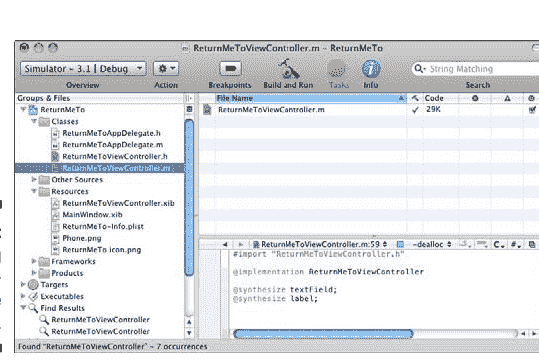 ReturnMeToViewController.m - ReturnMeTo
Simulator - 3.1 | Debug
String Matching
Overview
Action
Breakpoints
Build and Run
Tasks
Info
Search
Groups & Files
File Name
Code
ReturnMeTo
ReturnMeToViewController.m
29K
Classes
ReturnMeToAppDelegate.h
ReturnMeToAppDelegate.m
ReturnMeToViewController.h
ReturnMeToViewController.m
Other Sources
Resources
ReturnMeToViewController.xib
MainWindow.xib
ReturnMeTo-Info.plist
Phone.png
ReturnMeTo icon.png
Frameworks
Products
Targets
Executables
Find Results
ReturnMeToViewController
ReturnMeToViewController
ReturnMeToViewController.m:59
-dealloc
C
#
#import "ReturnMeToViewController.h"
@implementation ReturnMeToViewController
@synthesize textField;
@synthesize label;
Found "ReturnMeToViewController" - 7 occurrences